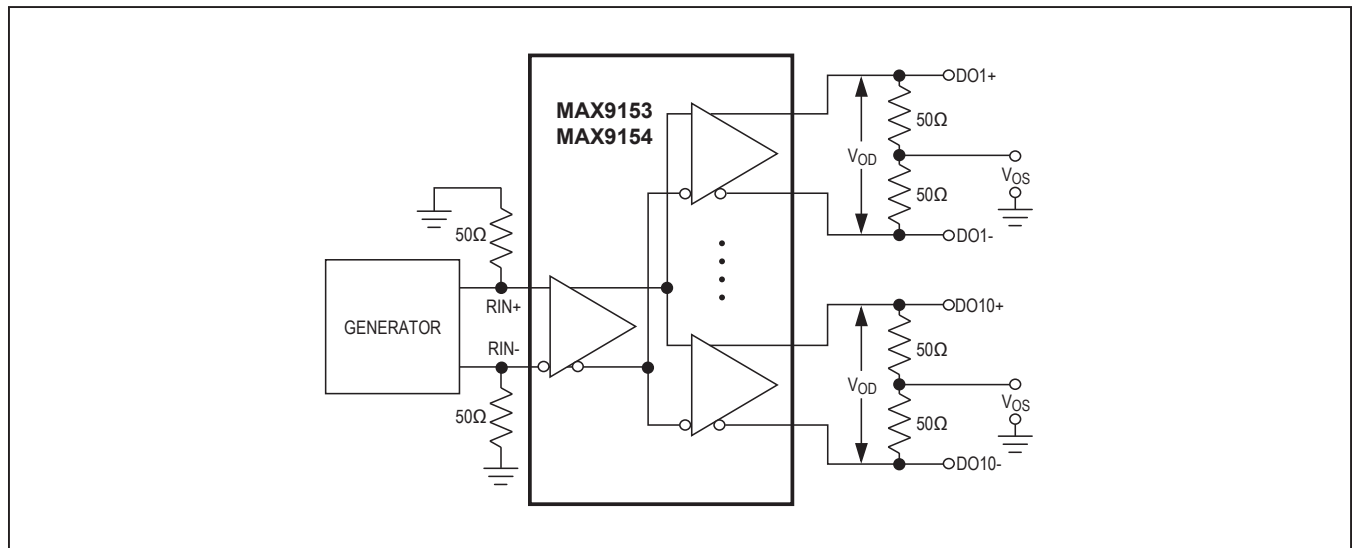 MAX9153
MAX9154
50Ω
GENERATOR
RIN+
RIN-
50Ω
DO1+
50Ω
VOD
VOS
50Ω
DO1-
DO10+
50Ω
VOD
VOS
50Ω
DO10-